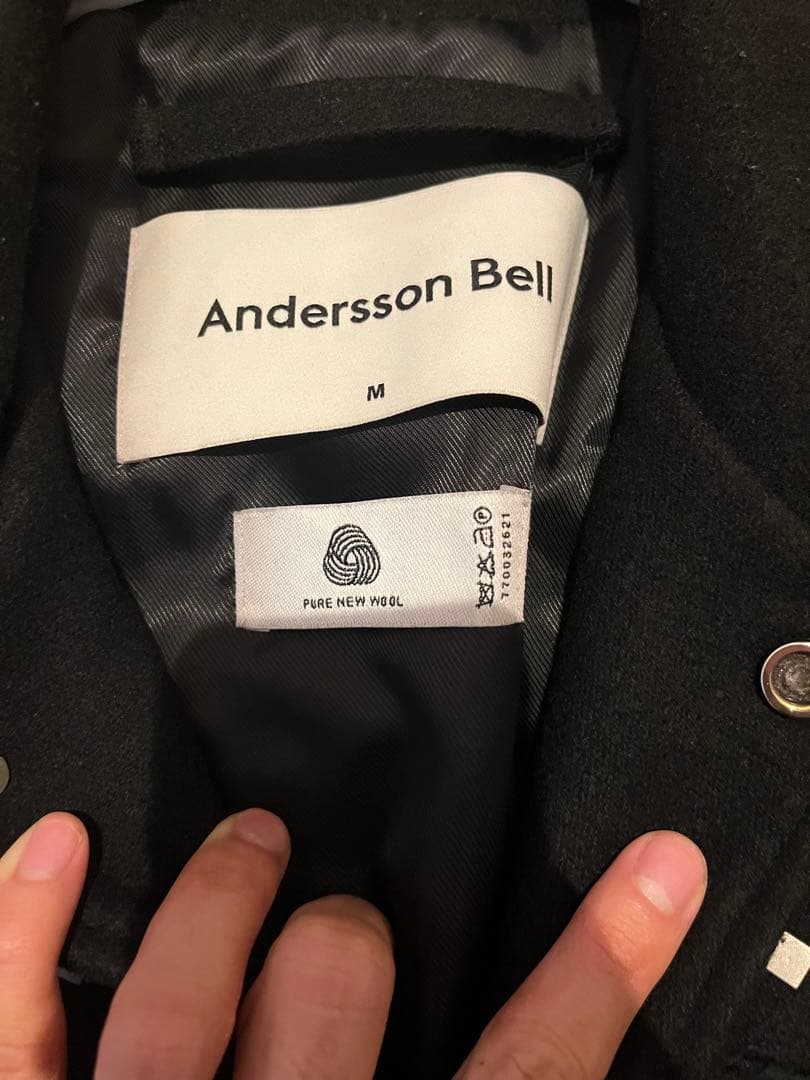 Andersson Bell
M
PURE NEW WOOL
P
770032621